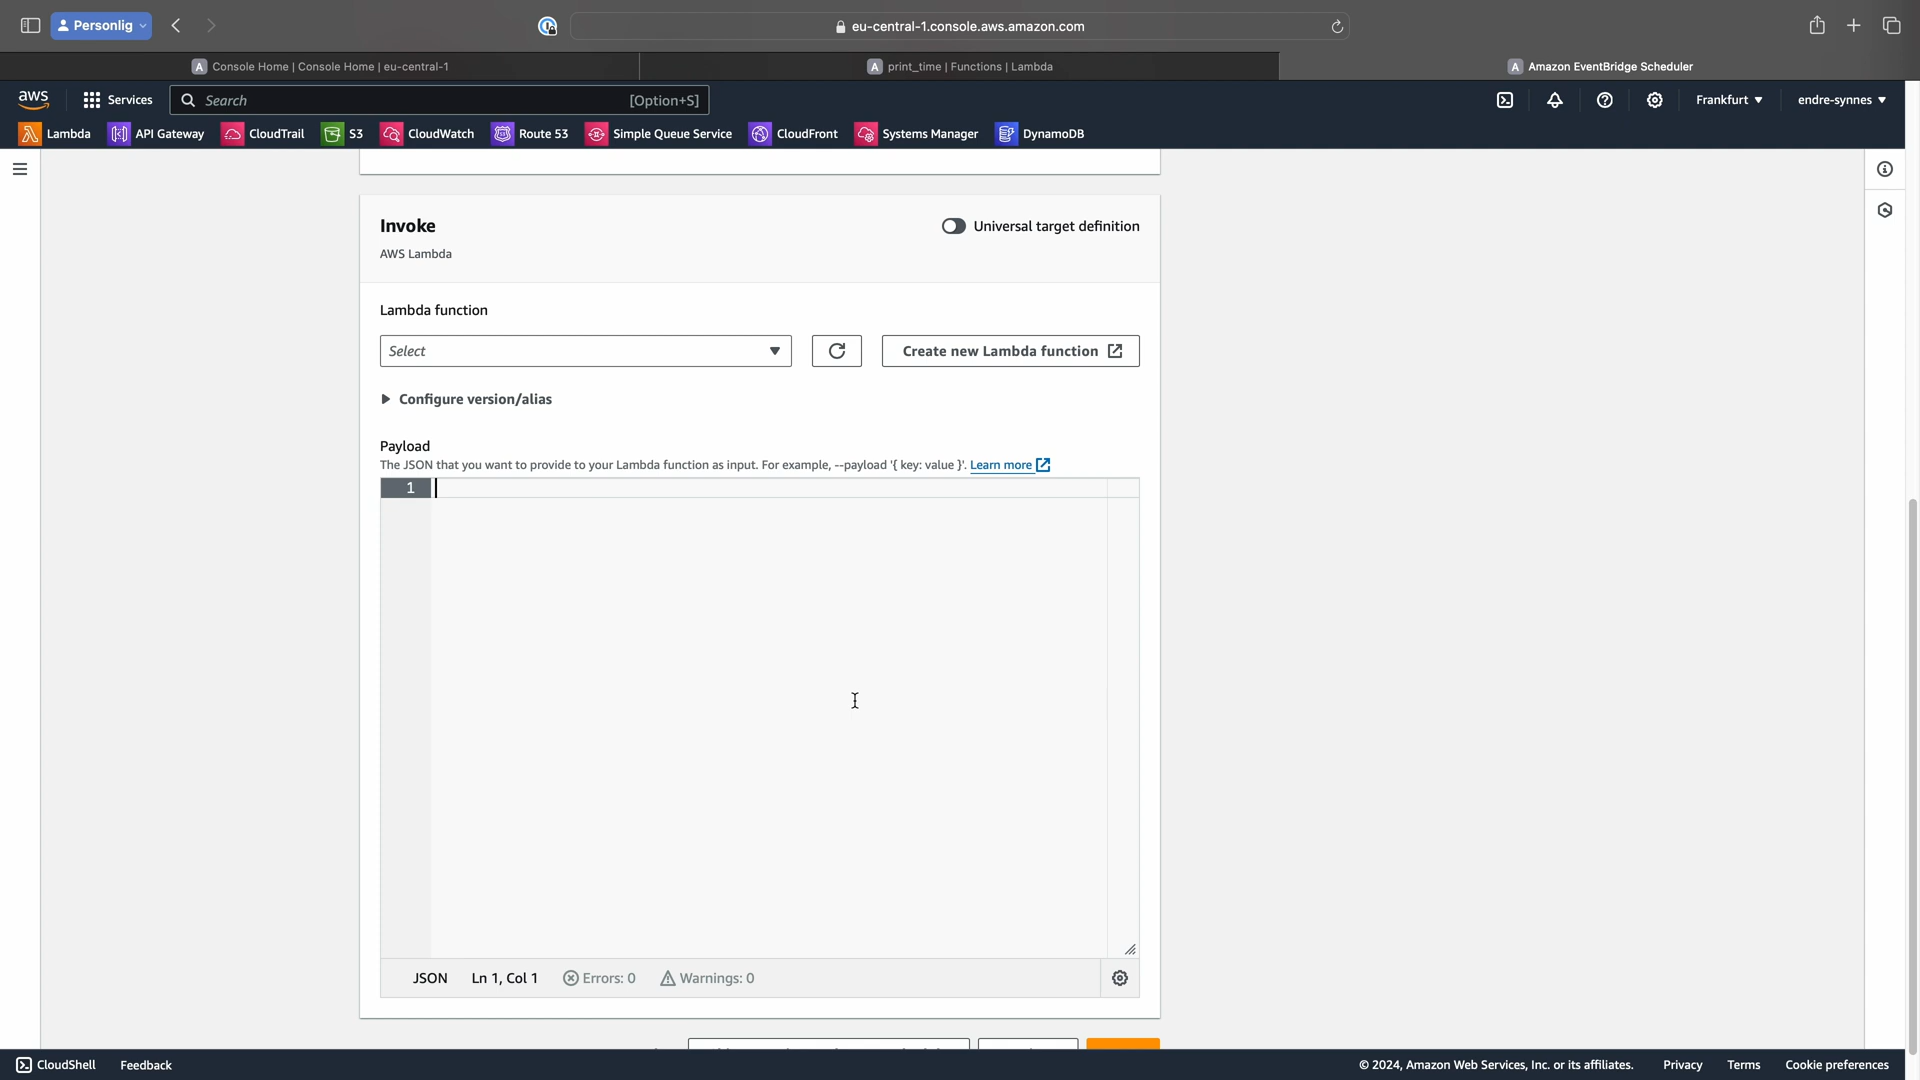 Personlig
eu-central-1.console.aws.amazon.com
A Console Home | Console Home | eu-central-1
A print_time | Functions | Lambda
A Amazon EventBridge Scheduler
aws
Services
Search [Option+S]
Frankfurt
endre-synnes
Lambda
API Gateway
CloudTrail
S3
CloudWatch
Route 53
Simple Queue Service
CloudFront
Systems Manager
DynamoDB
Invoke
Universal target definition
AWS Lambda
Lambda function
Select
Create new Lambda function
Configure version/alias
Payload
The JSON that you want to provide to your Lambda function as input. For example, --payload '{ key: value }'. Learn more
1
JSON Ln 1, Col 1 Errors: 0 Warnings: 0
CloudShell
Feedback
© 2024, Amazon Web Services, Inc. or its affiliates.
Privacy
Terms
Cookie preferences